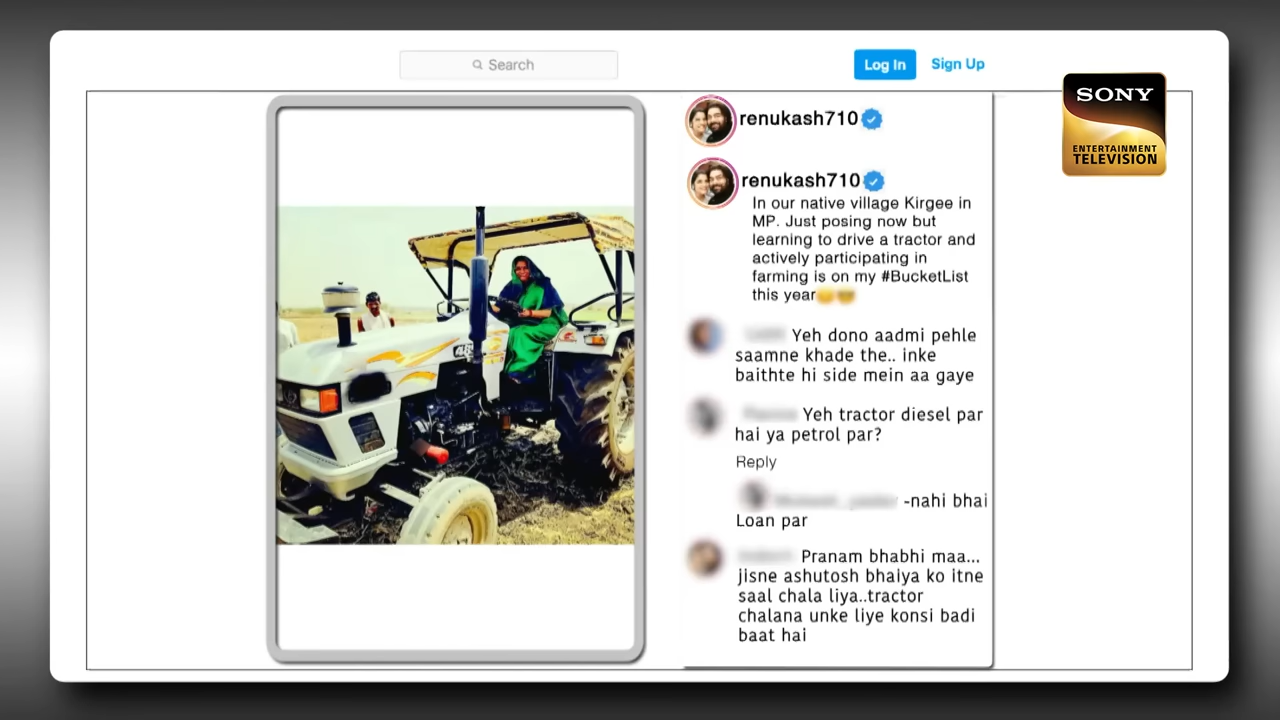 Search
Log In
Sign Up
SONY
ENTERTAINMENT
TELEVISION
renukash710
renukash710
In our native village Kirgee in
MP. Just posing now but
learning to drive a tractor and
actively participating in
farming is on my #BucketList
this year
Yeh dono aadmi pehle
saamne khade the.. inke
baithte hi side mein aa gaye
Yeh tractor diesel par
hai ya petrol par?
Reply
-nahi bhai
Loan par
Pranam bhabhi maa...
jisne ashutosh bhaiya ko itne
saal chala liya..tractor
chalana unke liye konsi badi
baat hai